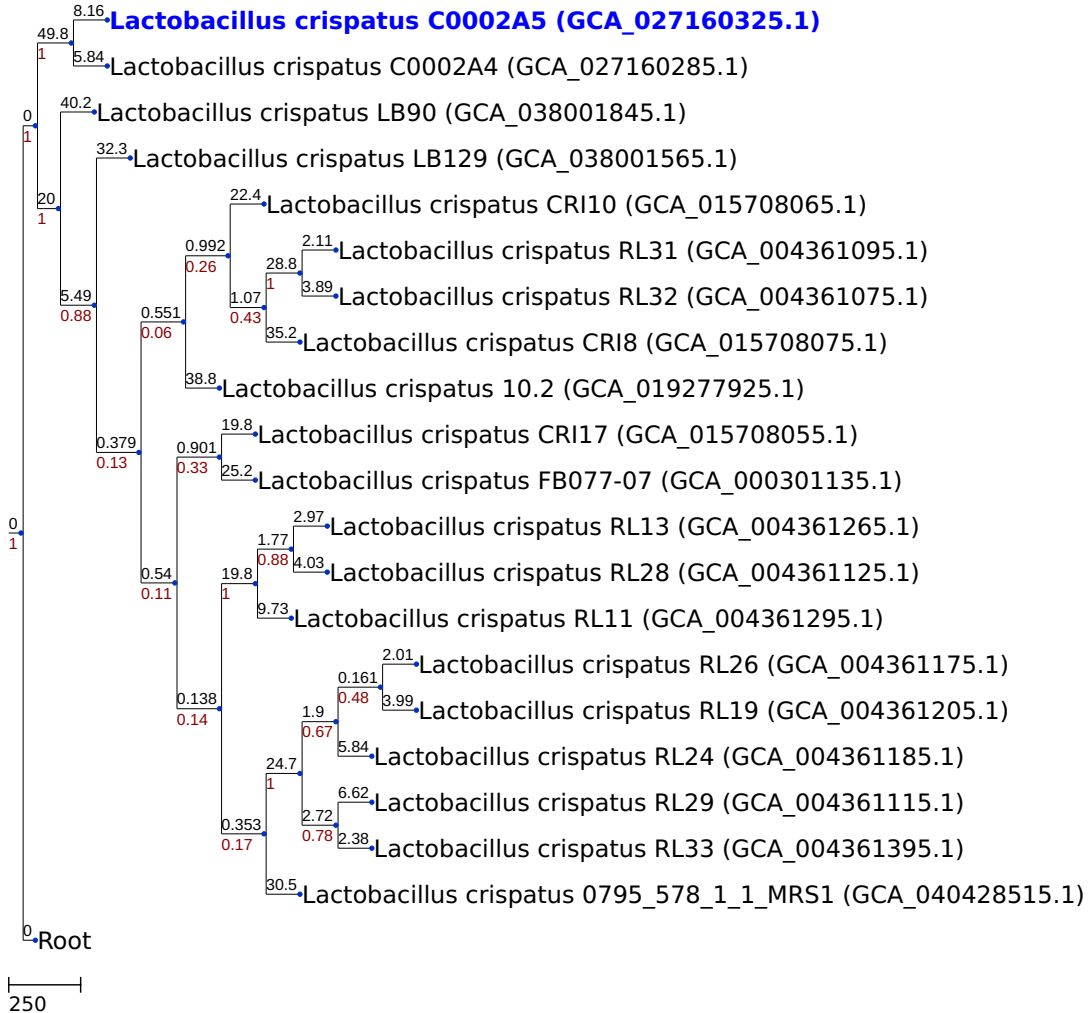 8.16
Lactobacillus crispatus C0002A5 (GCA_027160325.1)
49.8
1
5.84
Lactobacillus crispatus C0002A4 (GCA_027160285.1)
40.2
Lactobacillus crispatus LB90 (GCA_038001845.1)
0
1
32.3
Lactobacillus crispatus LB129 (GCA_038001565.1)
20
1
22.4
Lactobacillus crispatus CRI10 (GCA_015708065.1)
0.992
0.26
2.11
Lactobacillus crispatus RL31 (GCA_004361095.1)
28.8
1
3.89
Lactobacillus crispatus RL32 (GCA_004361075.1)
5.49
0.88
1.07
0.43
0.551
0.06
35.2
Lactobacillus crispatus CRI8 (GCA_015708075.1)
38.8
Lactobacillus crispatus 10.2 (GCA_019277925.1)
19.8
Lactobacillus crispatus CRI17 (GCA_015708055.1)
0.379
0.13
0.901
0.33
25.2
Lactobacillus crispatus FB077-07 (GCA_000301135.1)
2.97
Lactobacillus crispatus RL13 (GCA_004361265.1)
0
1
1.77
0.88
4.03
Lactobacillus crispatus RL28 (GCA_004361125.1)
0.54
0.11
19.8
1
9.73
Lactobacillus crispatus RL11 (GCA_004361295.1)
2.01
Lactobacillus crispatus RL26 (GCA_004361175.1)
0.161
0.48
3.99
Lactobacillus crispatus RL19 (GCA_004361205.1)
0.138
0.14
1.9
0.67
5.84
Lactobacillus crispatus RL24 (GCA_004361185.1)
24.7
1
6.62
Lactobacillus crispatus RL29 (GCA_004361115.1)
2.72
0.78
2.38
Lactobacillus crispatus RL33 (GCA_004361395.1)
0.353
0.17
30.5
Lactobacillus crispatus 0795_578_1_1_MRS1 (GCA_040428515.1)
0
Root
250